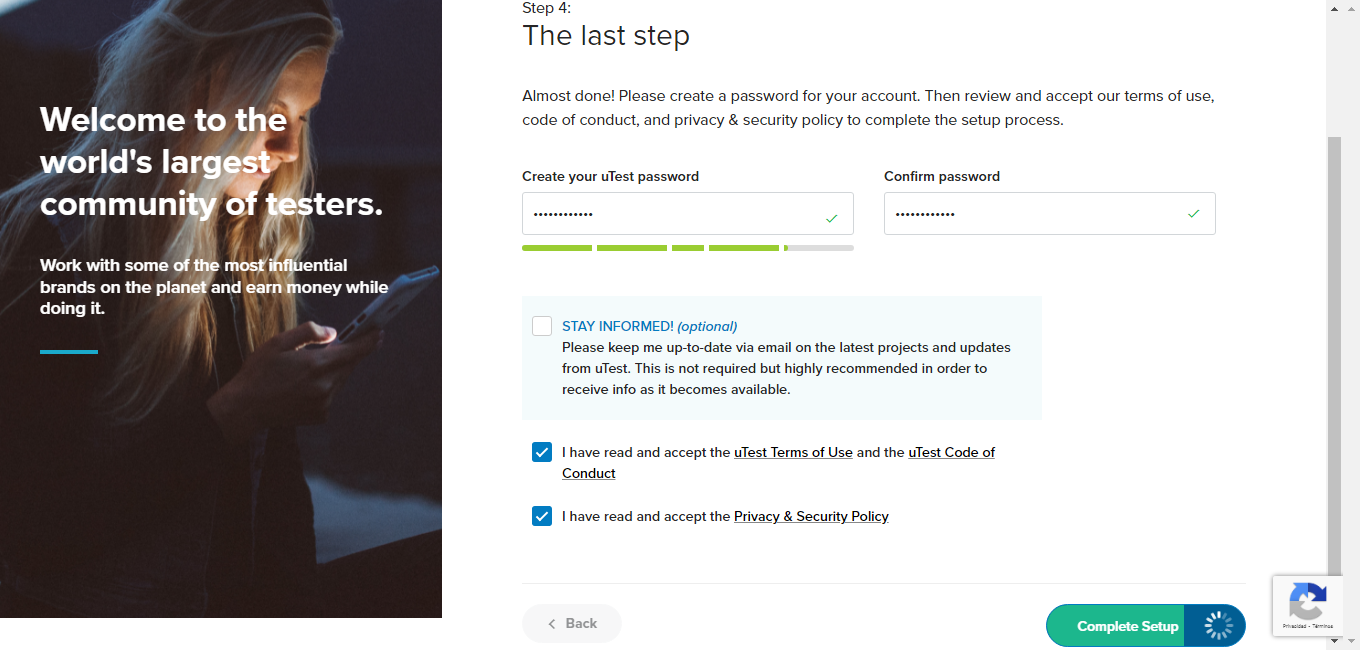 Welcome to the
world's largest
community of testers.
Work with some of the most influential
brands on the planet and earn money while
doing it.
Step 4:
The last step
Almost done! Please create a password for your account. Then review and accept our terms of use,
code of conduct, and privacy & security policy to complete the setup process.
Create your uTest password
Confirm password
••••••••••••
••••••••••••
STAY INFORMED! (optional)
Please keep me up-to-date via email on the latest projects and updates
from uTest. This is not required but highly recommended in order to
receive info as it becomes available.
I have read and accept the uTest Terms of Use and the uTest Code of
Conduct
I have read and accept the Privacy & Security Policy
Back
Complete Setup
Privacidad - Términos